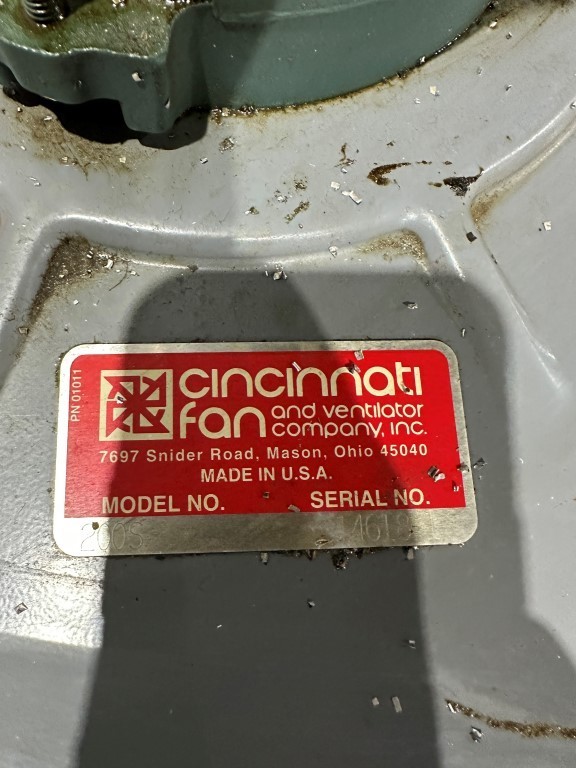 PN 01011
cincinnati
fan and ventilator
company, inc.
7697 Snider Road, Mason, Ohio 45040
MADE IN U.S.A.
MODEL NO. SERIAL NO.